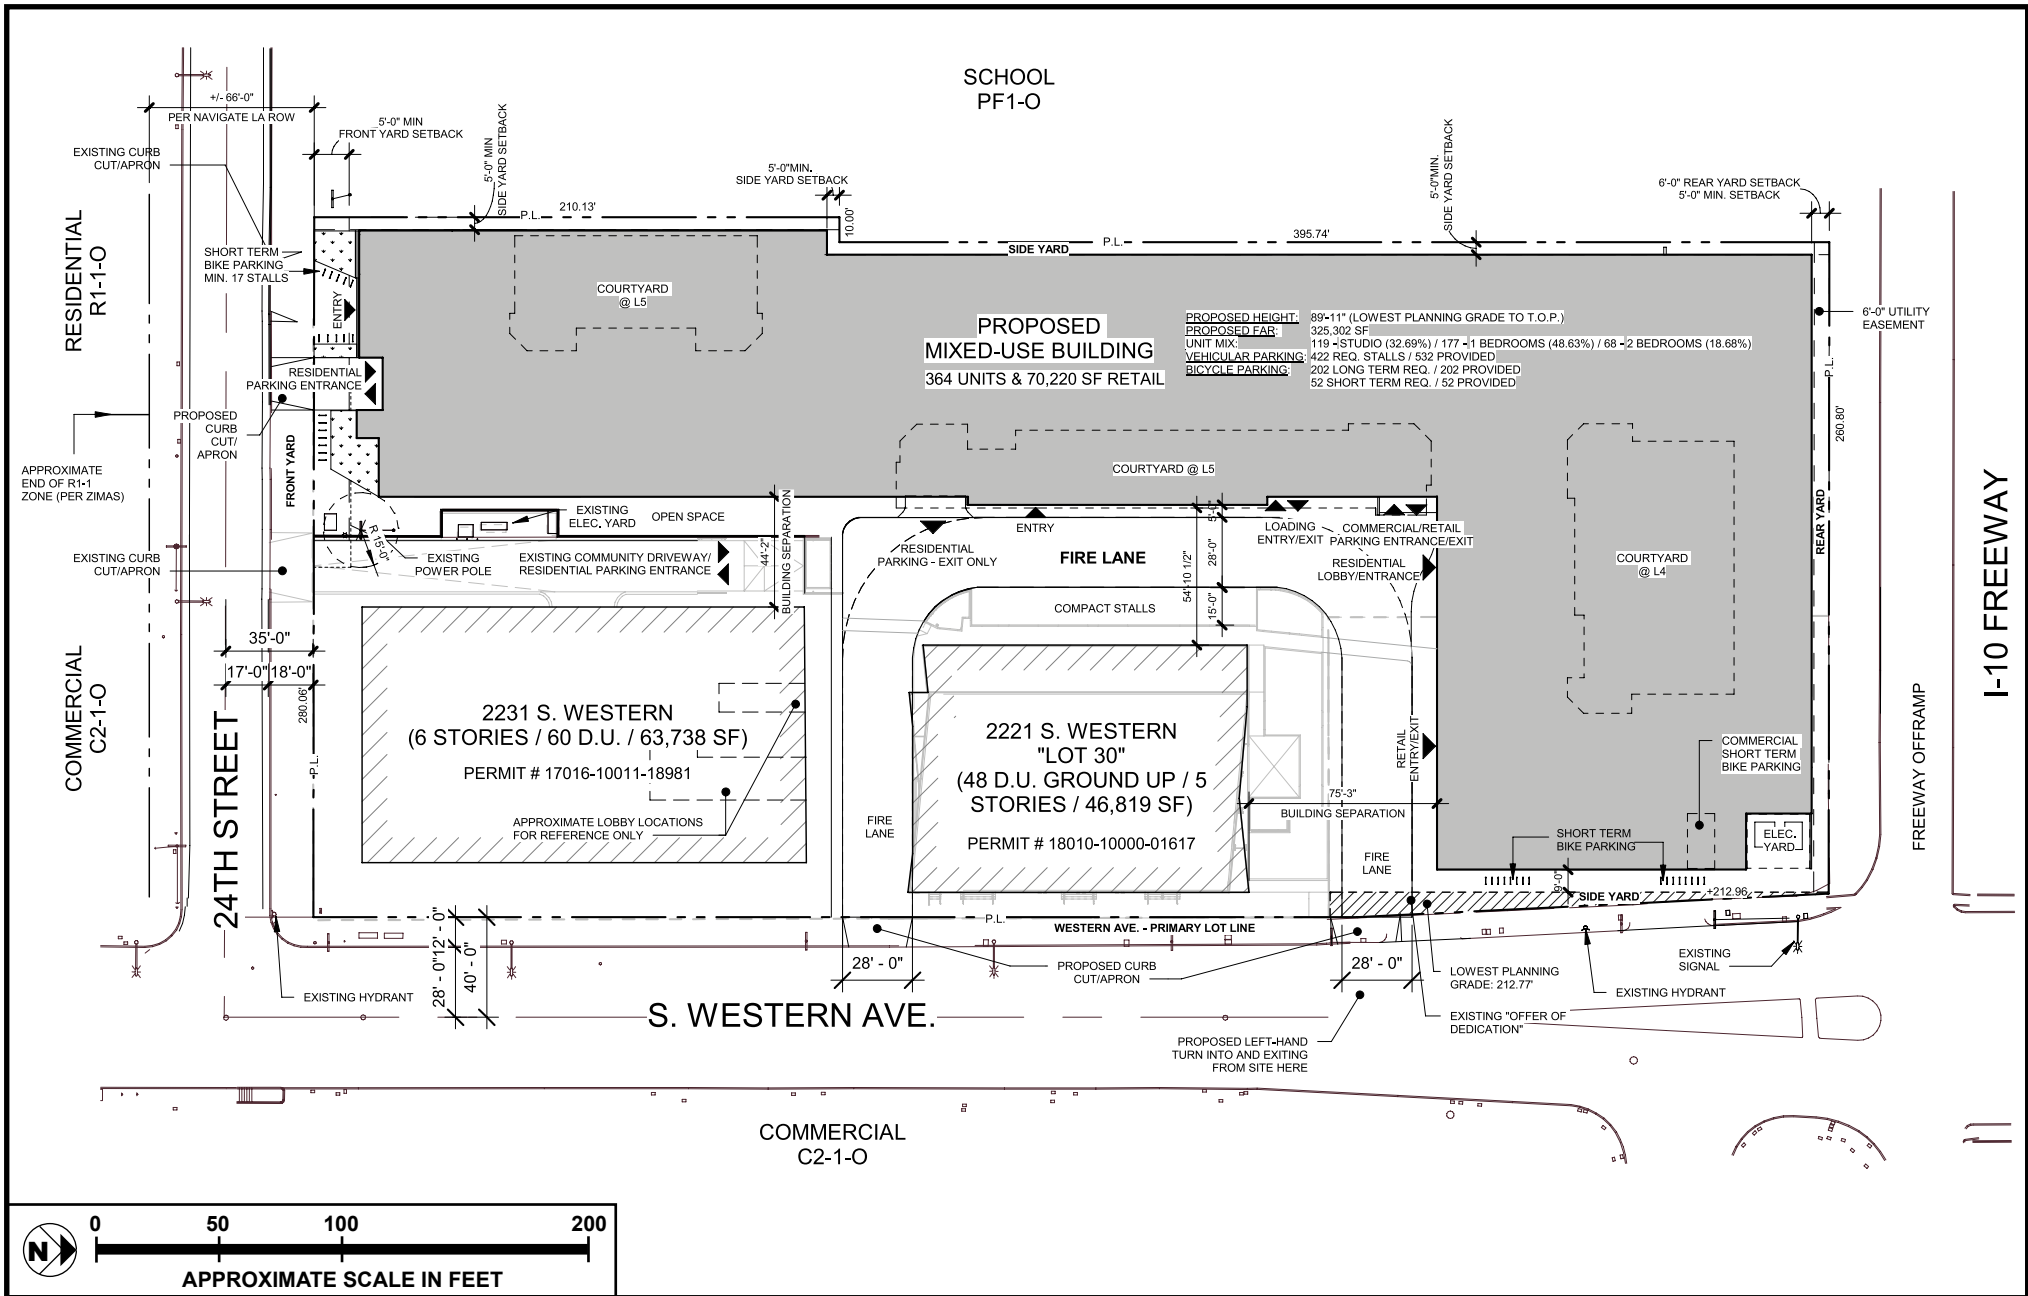 SCHOOL
PF1-O
+/- 66'-0"
PER NAVIGATE LA ROW
5'-0" MIN
FRONT YARD SETBACK
5'-0" MIN
SIDE YARD SETBACK
5'-0"MIN.
SIDE YARD SETBACK
5'-0"MIN.
SIDE YARD SETBACK
6'-0" REAR YARD SETBACK
5'-0" MIN. SETBACK
EXISTING CURB
CUT/APRON
P.L.
210.13'
10.00'
SIDE YARD
P.L.
395.74'
RESIDENTIAL
R1-1-O
SHORT TERM
BIKE PARKING
MIN. 17 STALLS
ENTRY
COURTYARD
@ L5
PROPOSED
MIXED-USE BUILDING
364 UNITS & 70,220 SF RETAIL
PROPOSED HEIGHT: 89'-11" (LOWEST PLANNING GRADE TO T.O.P.)
PROPOSED FAR: 325,302 SF
UNIT MIX: 119 - STUDIO (32.69%) / 177 - 1 BEDROOMS (48.63%) / 68 - 2 BEDROOMS (18.68%)
VEHICULAR PARKING: 422 REQ. STALLS / 532 PROVIDED
BICYCLE PARKING: 202 LONG TERM REQ. / 202 PROVIDED
52 SHORT TERM REQ. / 52 PROVIDED
6'-0" UTILITY
EASEMENT
P.L.
260.80'
RESIDENTIAL
PARKING ENTRANCE
PROPOSED
CURB
CUT/
APRON
FRONT YARD
APPROXIMATE
END OF R1-1
ZONE (PER ZIMAS)
COURTYARD @ L5
COURTYARD
@ L4
REAR YARD
I-10 FREEWAY
FREEWAY OFFRAMP
EXISTING
ELEC. YARD
OPEN SPACE
R 15'-0"
EXISTING
POWER POLE
EXISTING COMMUNITY DRIVEWAY/
RESIDENTIAL PARKING ENTRANCE
44'-2"
BUILDING SEPARATION
EXISTING CURB
CUT/APRON
RESIDENTIAL
PARKING - EXIT ONLY
ENTRY
FIRE LANE
5'-0"
28'-0"
54'-10 1/2"
15'-0"
LOADING
ENTRY/EXIT
COMMERCIAL/RETAIL
PARKING ENTRANCE/EXIT
RESIDENTIAL
LOBBY/ENTRANCE
COMPACT STALLS
35'-0"
17'-0"
18'-0"
280.06'
P.L.
COMMERCIAL
C2-1-O
24TH STREET
2231 S. WESTERN
(6 STORIES / 60 D.U. / 63,738 SF)
PERMIT # 17016-10011-18981
APPROXIMATE LOBBY LOCATIONS
FOR REFERENCE ONLY
FIRE
LANE
2221 S. WESTERN
"LOT 30"
(48 D.U. GROUND UP / 5
STORIES / 46,819 SF)
PERMIT # 18010-10000-01617
RETAIL
ENTRY/EXIT
75'-3"
BUILDING SEPARATION
FIRE
LANE
COMMERCIAL
SHORT TERM
BIKE PARKING
SHORT TERM
BIKE PARKING
ELEC.
YARD
9'-0"
SIDE YARD
+212.96
P.L.
WESTERN AVE. - PRIMARY LOT LINE
12' - 0"
28' - 0"
40' - 0"
EXISTING HYDRANT
28' - 0"
PROPOSED CURB
CUT/APRON
28' - 0"
LOWEST PLANNING
GRADE: 212.77'
EXISTING
SIGNAL
EXISTING HYDRANT
EXISTING "OFFER OF
DEDICATION"
S. WESTERN AVE.
PROPOSED LEFT-HAND
TURN INTO AND EXITING
FROM SITE HERE
COMMERCIAL
C2-1-O
N
0 50 100 200
APPROXIMATE SCALE IN FEET